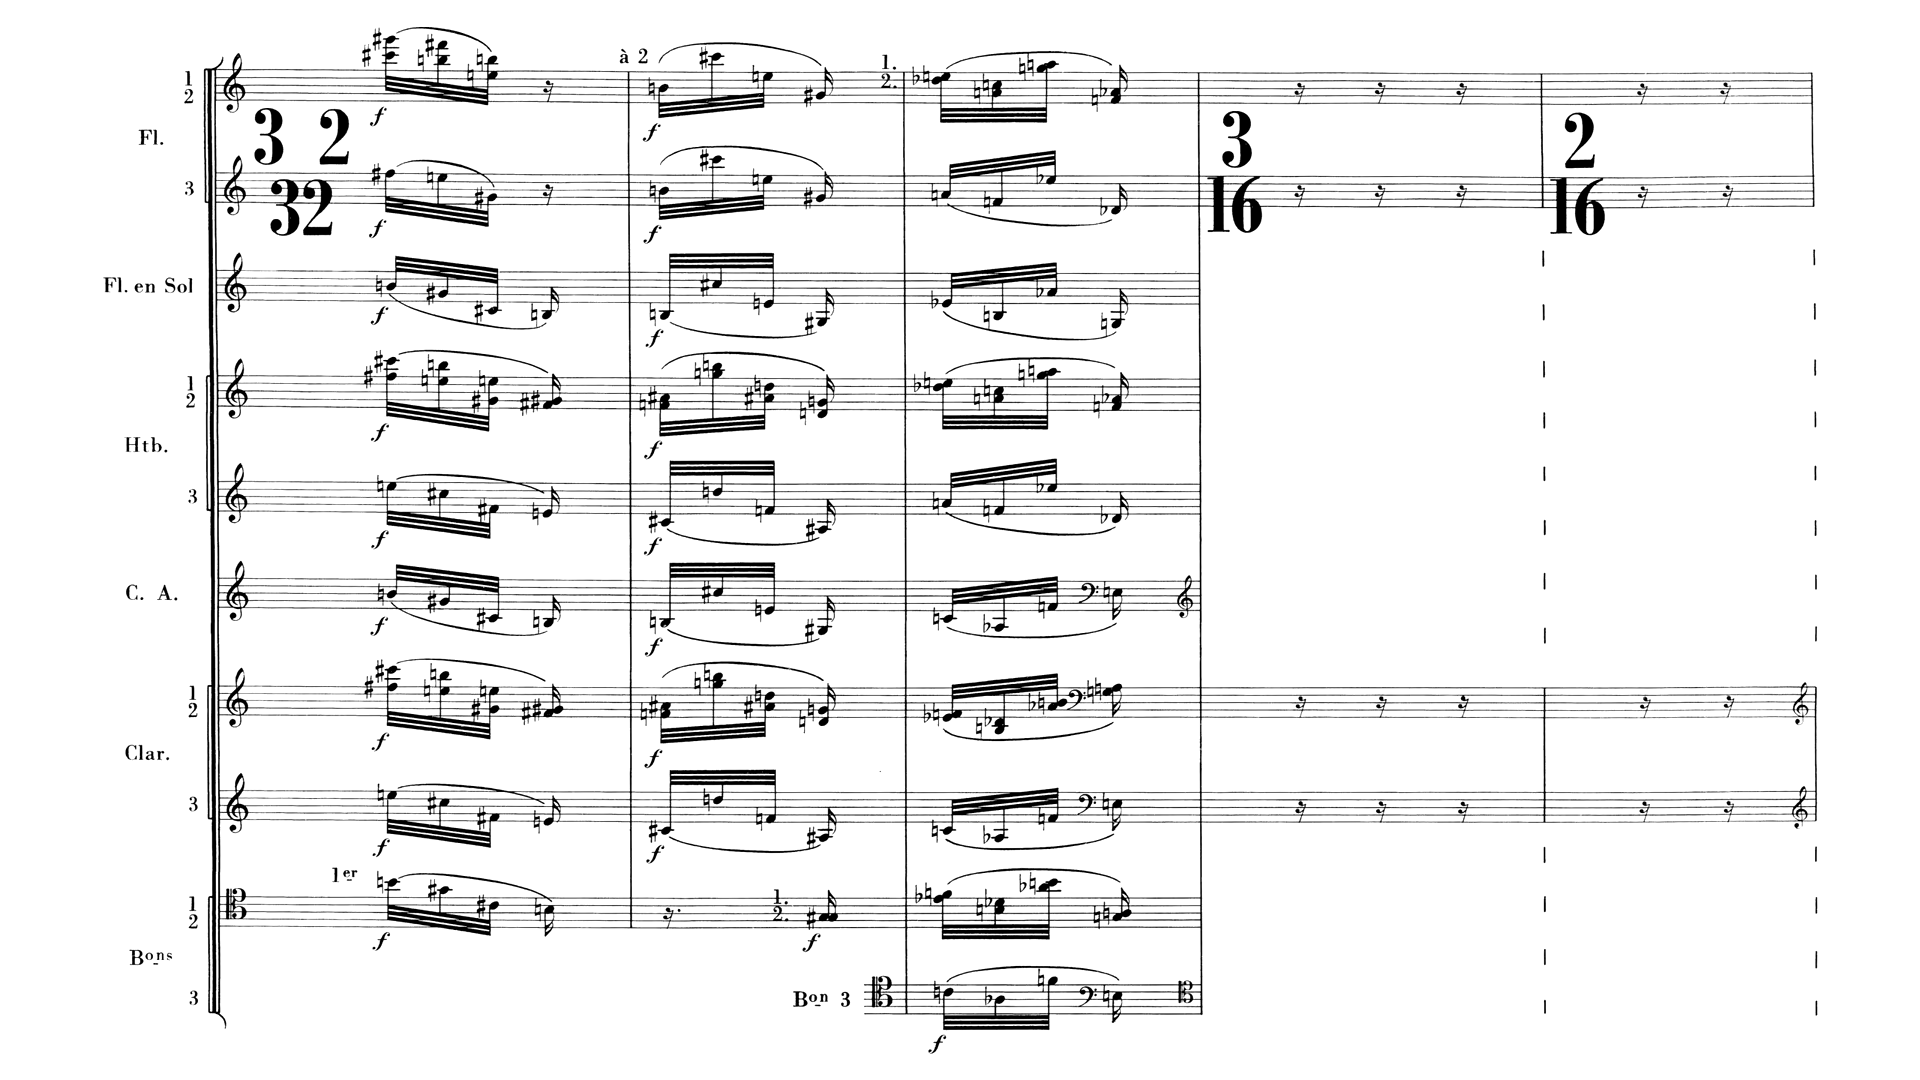 à 2
1.
2.
1
2
f
f
3 2
32
3
16
2
16
Fl.
3
f
f
Fl. en Sol
f
f
1
2
f
f
Htb.
3
f
f
C. A.
f
f
1
2
f
f
Clar.
3
f
f
1er
1
2
1.
2.
f
f
Bons
3
Bon 3
f